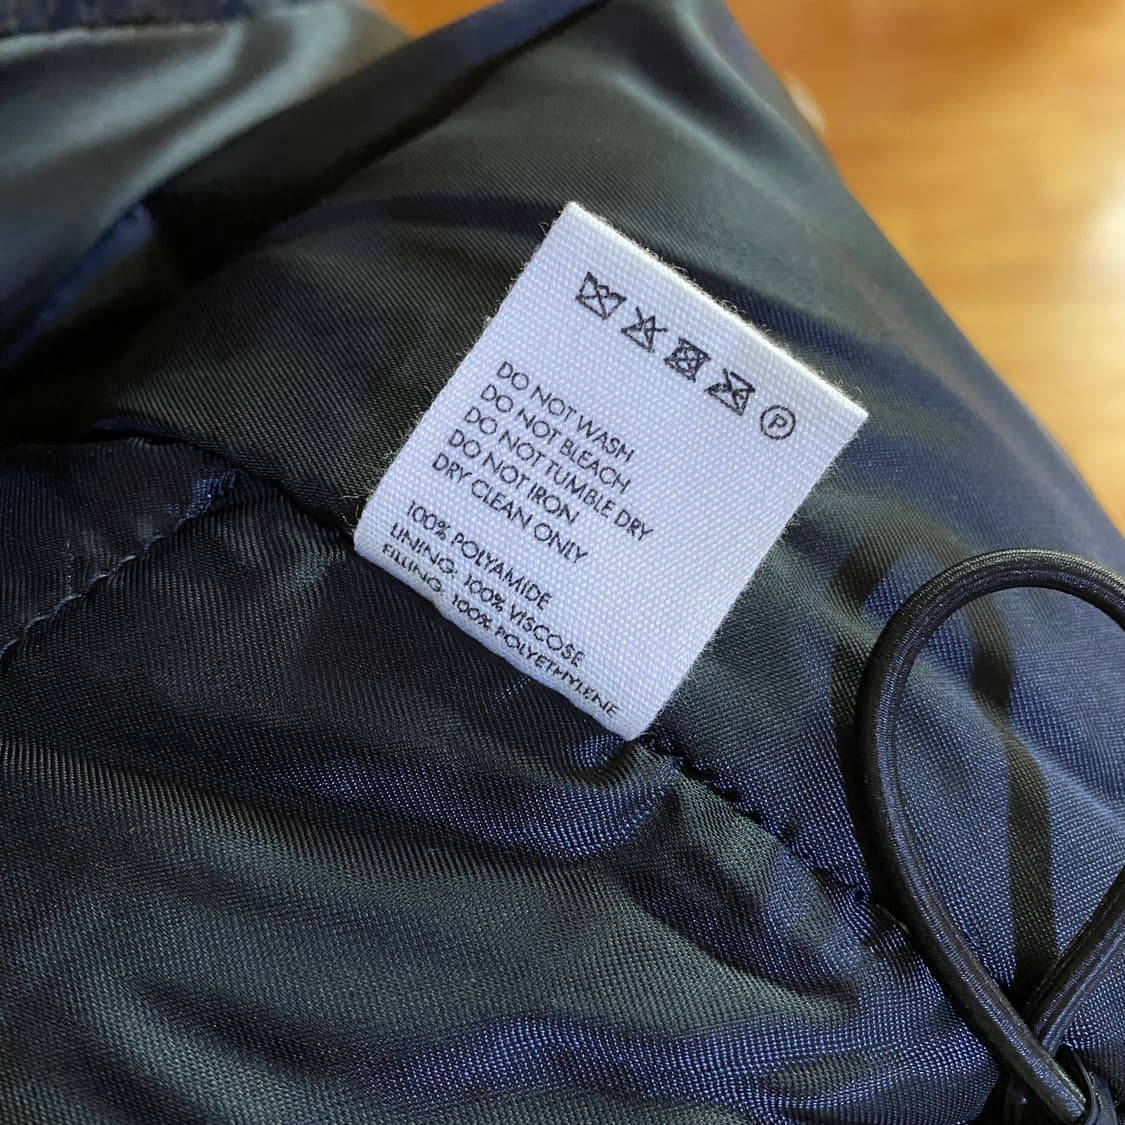 P
DO NOT WASH
DO NOT BLEACH
DO NOT TUMBLE DRY
DO NOT IRON
DRY CLEAN ONLY
100% POLYAMIDE
LINING: 100% VISCOSE
FILLING: 100% POLYETHYLENE